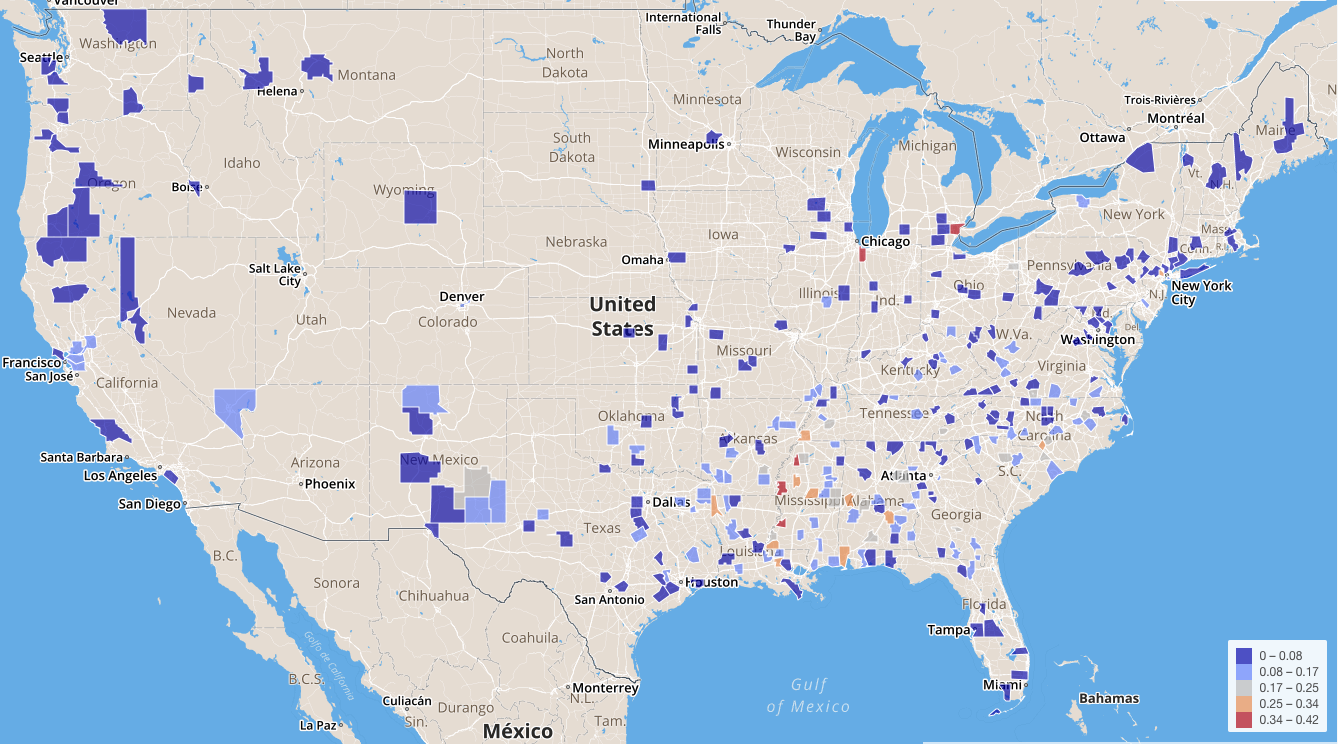 Vancouver
International
Falls
Thunder
Bay
Washington
Seattle
North
Dakota
Montana
Helena
Minnesota
Trois-Rivières
Montréal
Ottawa
Maine
Minneapolis
Wisconsin
Michigan
South
Dakota
Idaho
Boise
Oregon
Wyoming
Vt.
N.H.
New York
Mass.
Conn.
R.I.
Iowa
Chicago
Nebraska
Omaha
Pennsylvania
Salt Lake
City
Denver
Colorado
United
States
Illinois
Ind.
Ohio
New York
City
N.J.
Nevada
Utah
Md.
Del.
Washington
W.Va.
Missouri
Virginia
Kentucky
Francisco
San José
California
Oklahoma
Arkansas
Tennessee
North
Carolina
Santa Barbara
Los Angeles
Arizona
Phoenix
New Mexico
S.C.
Atlanta
San Diego
Dallas
Mississippi
Alabama
Georgia
Texas
Louisiana
B.C.
Sonora
Chihuahua
Houston
San Antonio
Florida
Tampa
Coahuila
Golfo de California
B.C.S.
Monterrey
N.L.
Gulf
of Mexico
Miami
Bahamas
Culiacán
Sin.
Durango
La Paz
México
Tam.
0 – 0.08
0.08 – 0.17
0.17 – 0.25
0.25 – 0.34
0.34 – 0.42